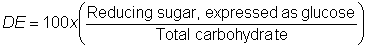 DE = 100x(Reducing sugar, expressed as glucose / Total carbohydrate)